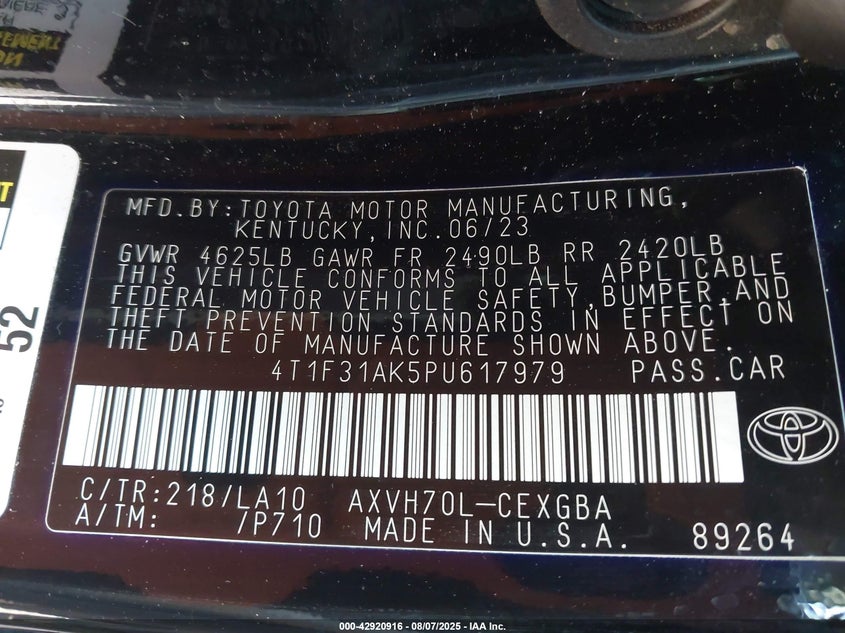 MFD.BY:TOYOTA MOTOR MANUFACTURING,
KENTUCKY,INC.06/23
GVWR 4625LB GAWR FR 2490LB RR 2420LB
THIS VEHICLE CONFORMS TO ALL APPLICABLE
FEDERAL MOTOR VEHICLE SAFETY,BUMPER,AND
THEFT PREVENTION STANDARDS IN EFFECT ON
THE DATE OF MANUFACTURE SHOWN ABOVE.
4T1F31AK5PU617979 PASS.CAR
C/TR:218/LA10 AXVH70L-CEXGBA
A/TM: /P710 MADE IN U.S.A. 89264
52
000-42920916 - 08/07/2025 - IAA Inc.